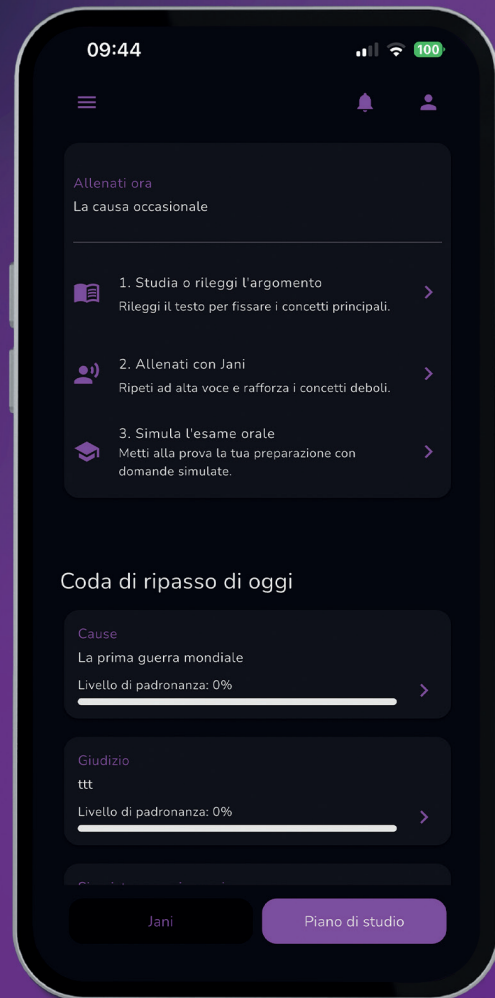 09:44
100
Allenati ora
La causa occasionale
1. Studia o rileggi l'argomento
Rileggi il testo per fissare i concetti principali.
2. Allenati con Jani
Ripeti ad alta voce e rafforza i concetti deboli.
3. Simula l'esame orale
Metti alla prova la tua preparazione con
domande simulate.
Coda di ripasso di oggi
Cause
La prima guerra mondiale
Livello di padronanza: 0%
Giudizio
ttt
Livello di padronanza: 0%
Jani
Piano di studio